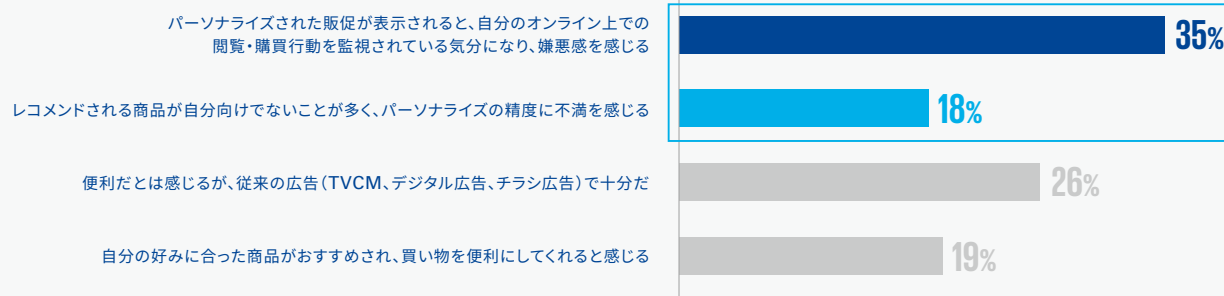 パーソナライズされた販促が表示されると、自分のオンライン上での
閲覧・購買行動を監視されている気分になり、嫌悪感を感じる
35%
レコメンドされる商品が自分向けでないことが多く、パーソナライズの精度に不満を感じる
18%
便利だとは感じるが、従来の広告（TVCM、デジタル広告、チラシ広告）で十分だ
26%
自分の好みに合った商品がおすすめされ、買い物を便利にしてくれると感じる
19%